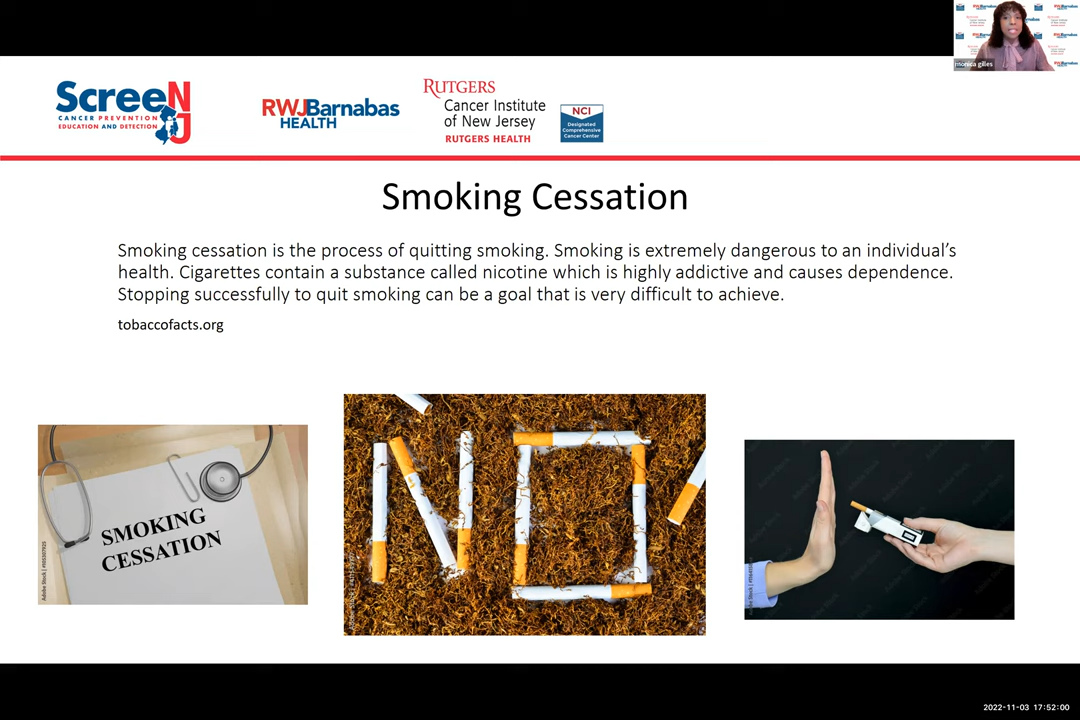 ScreeNJ
CANCER PREVENTION
EDUCATION AND DETECTION
RWJBarnabas
HEALTH
RUTGERS
Cancer Institute
of New Jersey
RUTGERS HEALTH
NCI
Designated
Comprehensive
Cancer Center
monica gilles
Smoking Cessation
Smoking cessation is the process of quitting smoking. Smoking is extremely dangerous to an individual's
health. Cigarettes contain a substance called nicotine which is highly addictive and causes dependence.
Stopping successfully to quit smoking can be a goal that is very difficult to achieve.
tobaccofacts.org
SMOKING
CESSATION
NO
2022-11-03 17:52:00